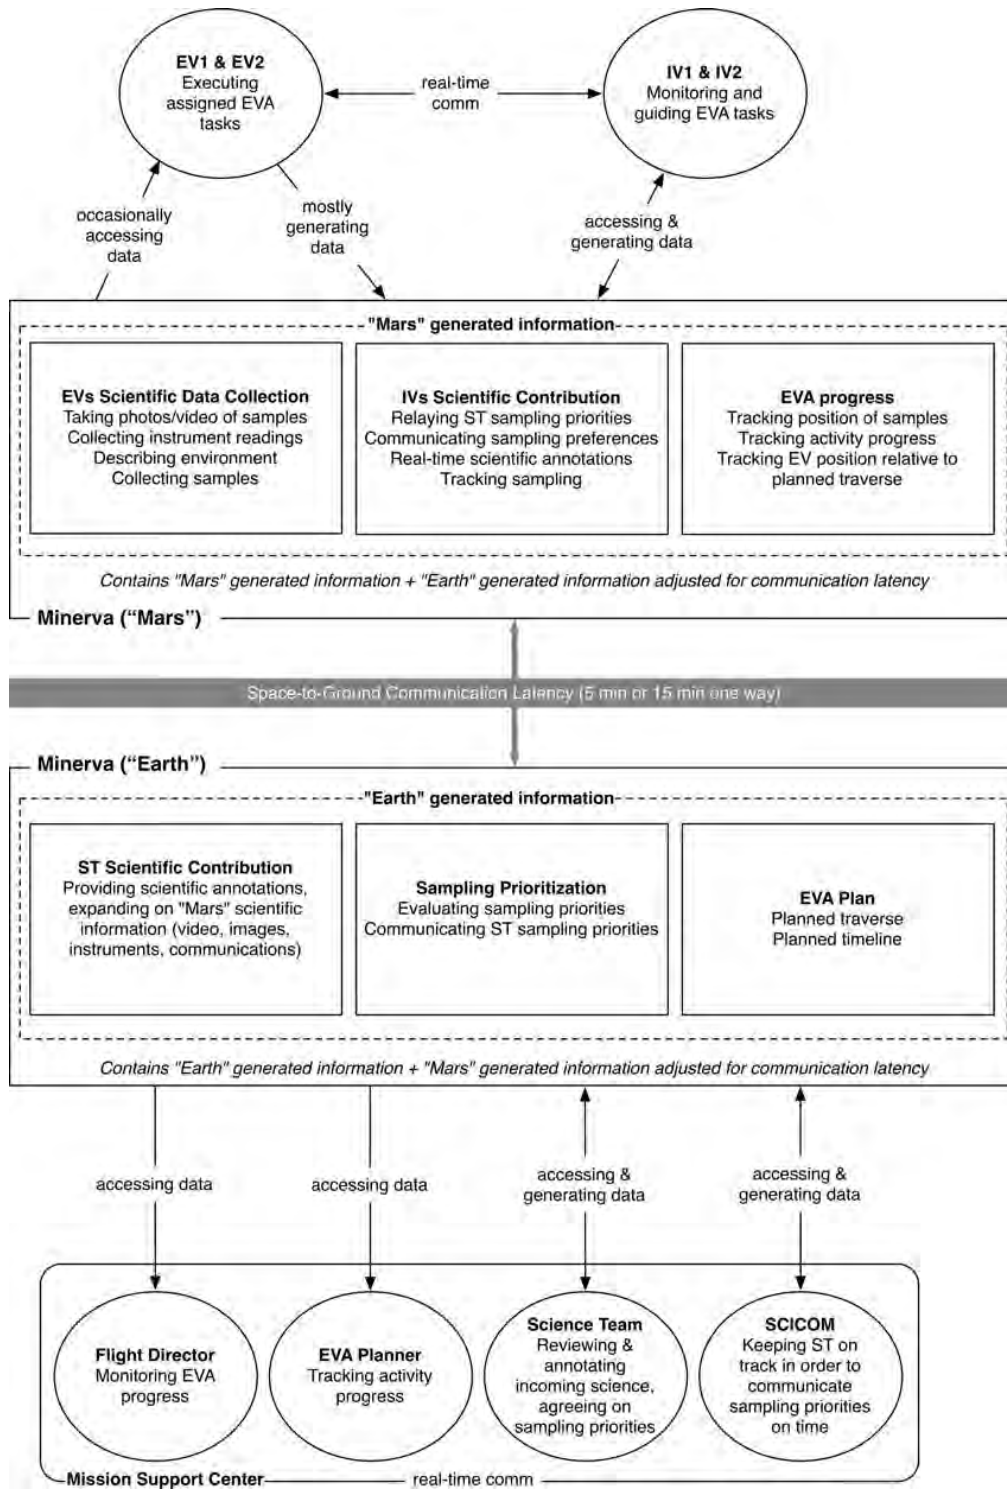 EV1 & EV2
Executing
assigned EVA
tasks
real-time
comm
IV1 & IV2
Monitoring and
guiding EVA tasks
occasionally
accessing
data
mostly
generating
data
accessing &
generating data
"Mars" generated information
EVs Scientific Data Collection
Taking photos/video of samples
Collecting instrument readings
Describing environment
Collecting samples
IVs Scientific Contribution
Relaying ST sampling priorities
Communicating sampling preferences
Real-time scientific annotations
Tracking sampling
EVA progress
Tracking position of samples
Tracking activity progress
Tracking EV position relative to
planned traverse
Contains "Mars" generated information + "Earth" generated information adjusted for communication latency
Minerva (“Mars”)
Space-to-Ground Communication Latency (5 min or 15 min one way)
Minerva (“Earth”)
"Earth" generated information
ST Scientific Contribution
Providing scientific annotations,
expanding on "Mars" scientific
information (video, images,
instruments, communications)
Sampling Prioritization
Evaluating sampling priorities
Communicating ST sampling priorities
EVA Plan
Planned traverse
Planned timeline
Contains "Earth" generated information + "Mars" generated information adjusted for communication latency
accessing data
accessing data
accessing &
generating data
accessing &
generating data
Flight Director
Monitoring EVA
progress
EVA Planner
Tracking activity
progress
Science Team
Reviewing &
annotating
incoming science,
agreeing on
sampling priorities
SCICOM
Keeping ST on
track in order to
communicate
sampling priorities
on time
Mission Support Center
real-time comm